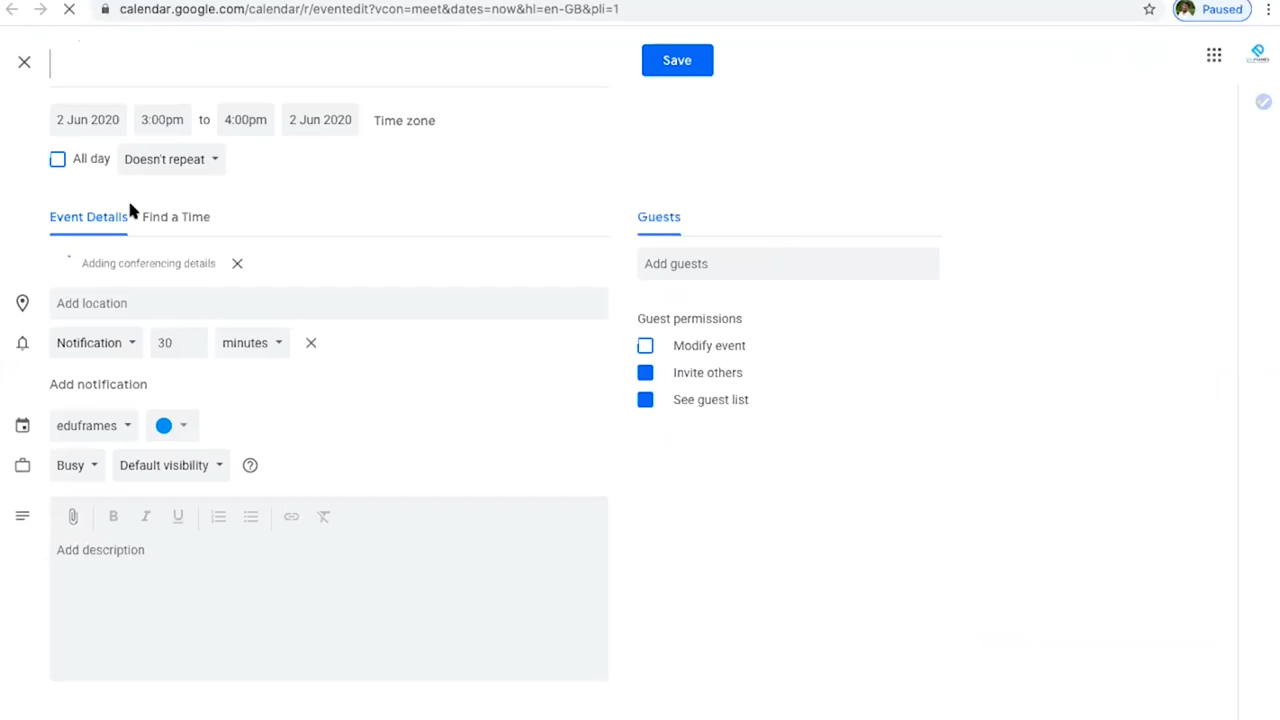 calendar.google.com/calendar/r/eventedit?vcon=meet&dates=now&hl=en-GB&pli=1
Paused
Save
2 Jun 2020 3:00pm to 4:00pm 2 Jun 2020 Time zone
All day Doesn't repeat
Event Details Find a Time
Guests
Adding conferencing details
Add guests
Add location
Guest permissions
Notification 30 minutes
Modify event
Invite others
Add notification
See guest list
eduframes
Busy Default visibility
B I U
Add description